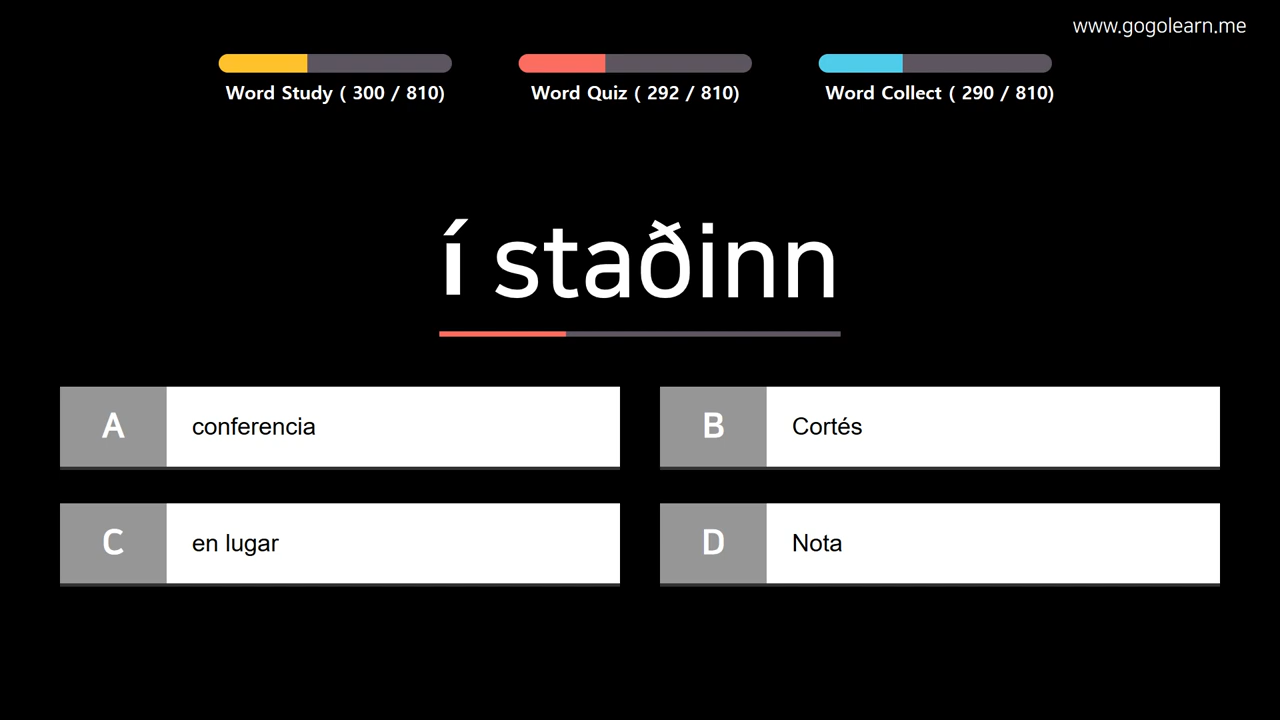 www.gogolearn.me
Word Study ( 300 / 810)
Word Quiz ( 292 / 810)
Word Collect ( 290 / 810)
í staðinn
A conferencia
B Cortés
C en lugar
D Nota